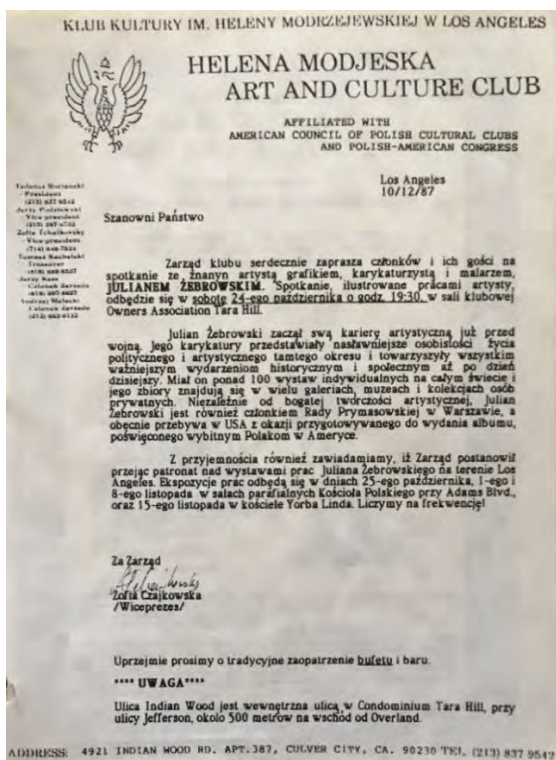 KLUB KULTURY IM. HELENY MODRZEJEWSKIEJ W LOS ANGELES
HELENA MODJESKA
ART AND CULTURE CLUB
AFFILIATED WITH
AMERICAN COUNCIL OF POLISH CULTURAL CLUBS
AND POLISH-AMERICAN CONGRESS
Los Angeles
10/12/87
President
Vice president
Vice president
Szanowni Państwo
Zarząd klubu serdecznie zaprasza członków i ich gości na
spotkanie ze znanym artystą grafikiem, karykaturzystą i malarzem,
JULIANEM ŻEBROWSKIM. Spotkanie, ilustrowane pracami artysty,
odbędzie się w sobotę 24-ego października o godz. 19:30, w sali klubowej
Owners Association Tara Hill.
Julian Żebrowski zaczął swą karierę artystyczną już przed
wojną. Jego karykatury przedstawiały najsławniejsze osobistości życia
politycznego i artystycznego tamtego okresu i towarzyszyły wszystkim
ważniejszym wydarzeniom historycznym i społecznym aż po dzień
dzisiejszy. Miał on ponad 100 wystaw indywidualnych na całym świecie i
jego zbiory znajdują się w wielu galeriach, muzeach i kolekcjach osób
prywatnych. Niezależnie od bogatej twórczości artystycznej, Julian
Żebrowski jest również członkiem Rady Prymasowskiej w Warszawie, a
obecnie przebywa w USA z okazji przygotowanego do wydania albumu,
poświęconego wybitnym Polakom w Ameryce.
Z przyjemnością również zawiadamiamy, iż Zarząd postanowił
przejąc patronat nad wystawami prac Juliana Żebrowskiego na terenie Los
Angeles. Ekspozycje prac odbędą się w dniach 25-ego października, 1-ego i
8-ego listopada w salach parafialnych Kościoła Polskiego przy Adams Blvd.,
oraz 15-ego listopada w kościele Yorba Linda. Liczymy na frekwencję!
Za Zarząd
Zofia Czajkowska
/Wiceprezes/
Uprzejmie prosimy o tradycyjne zaopatrzenie bufetu i baru.
**** UWAGA****
Ulica Indian Wood jest wewnętrzna ulicą w Condominium Tara Hill, przy
ulicy Jefferson, około 500 metrów na wschód od Overland.
ADDRESS: 4921 INDIAN WOOD RD. APT.387, CULVER CITY, CA. 90230 TEL. (213) 837 9542